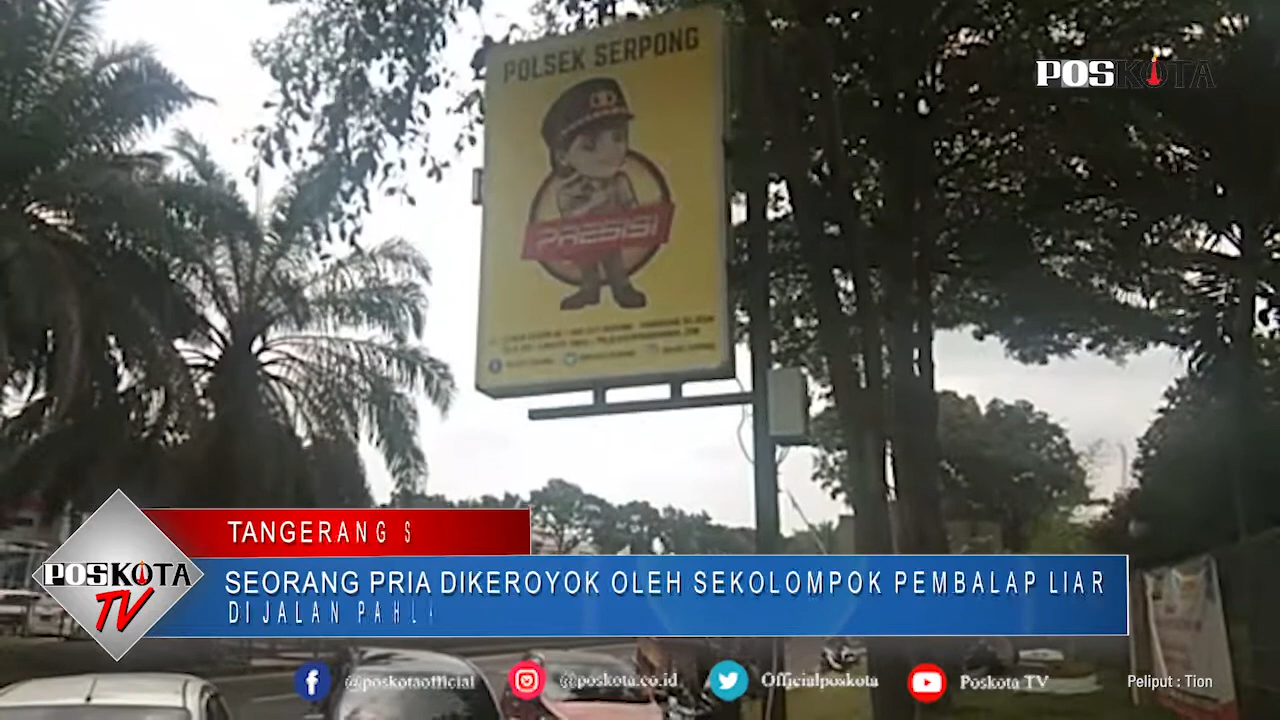 POLSEK SERPONG
POSKOTA
PRESISI
TANGERANG S
POSKOTA
TV
SEORANG PRIA DIKEROYOK OLEH SEKOLOMPOK PEMBALAP LIAR
DI JALAN PAHL
@poskotaofficial
@poskota.co.id
Officialposkota
Poskota TV
Peliput : Tion